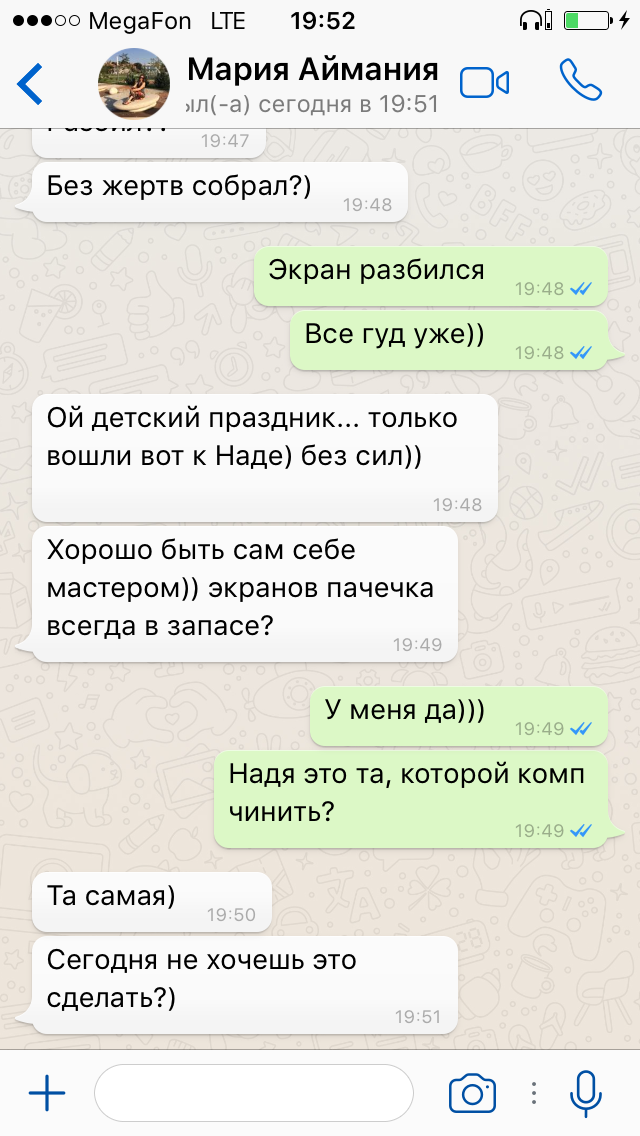 MegaFon LTE 19:52
Мария Аймания
ыл(-а) сегодня в 19:51
19:47
Без жертв собрал?)
19:48
Экран разбился
19:48
Все гуд уже))
19:48
Ой детский праздник... только
вошли вот к Наде) без сил))
19:48
Хорошо быть сам себе
мастером)) экранов пачечка
всегда в запасе?
19:49
У меня да)))
19:49
Надя это та, которой комп
чинить?
19:49
Та самая)
19:50
Сегодня не хочешь это
сделать?)
19:51